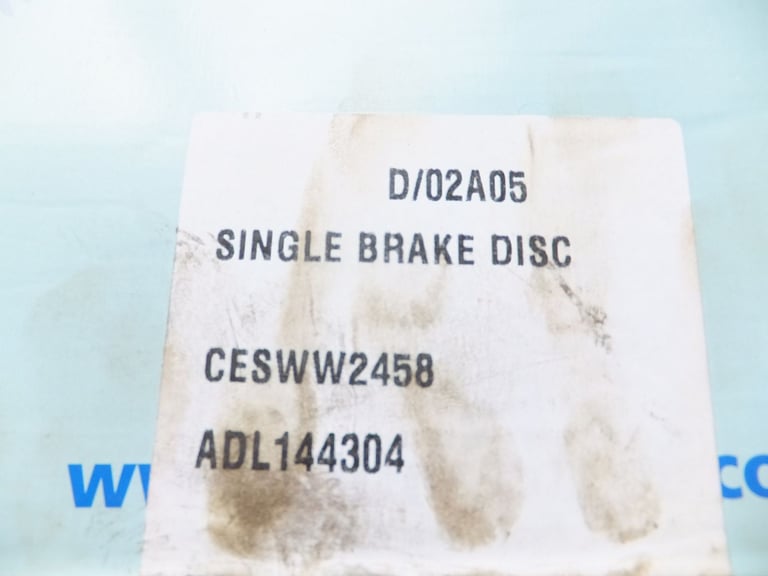 D/02A05
SINGLE BRAKE DISC
CESWW2458
ADL144304